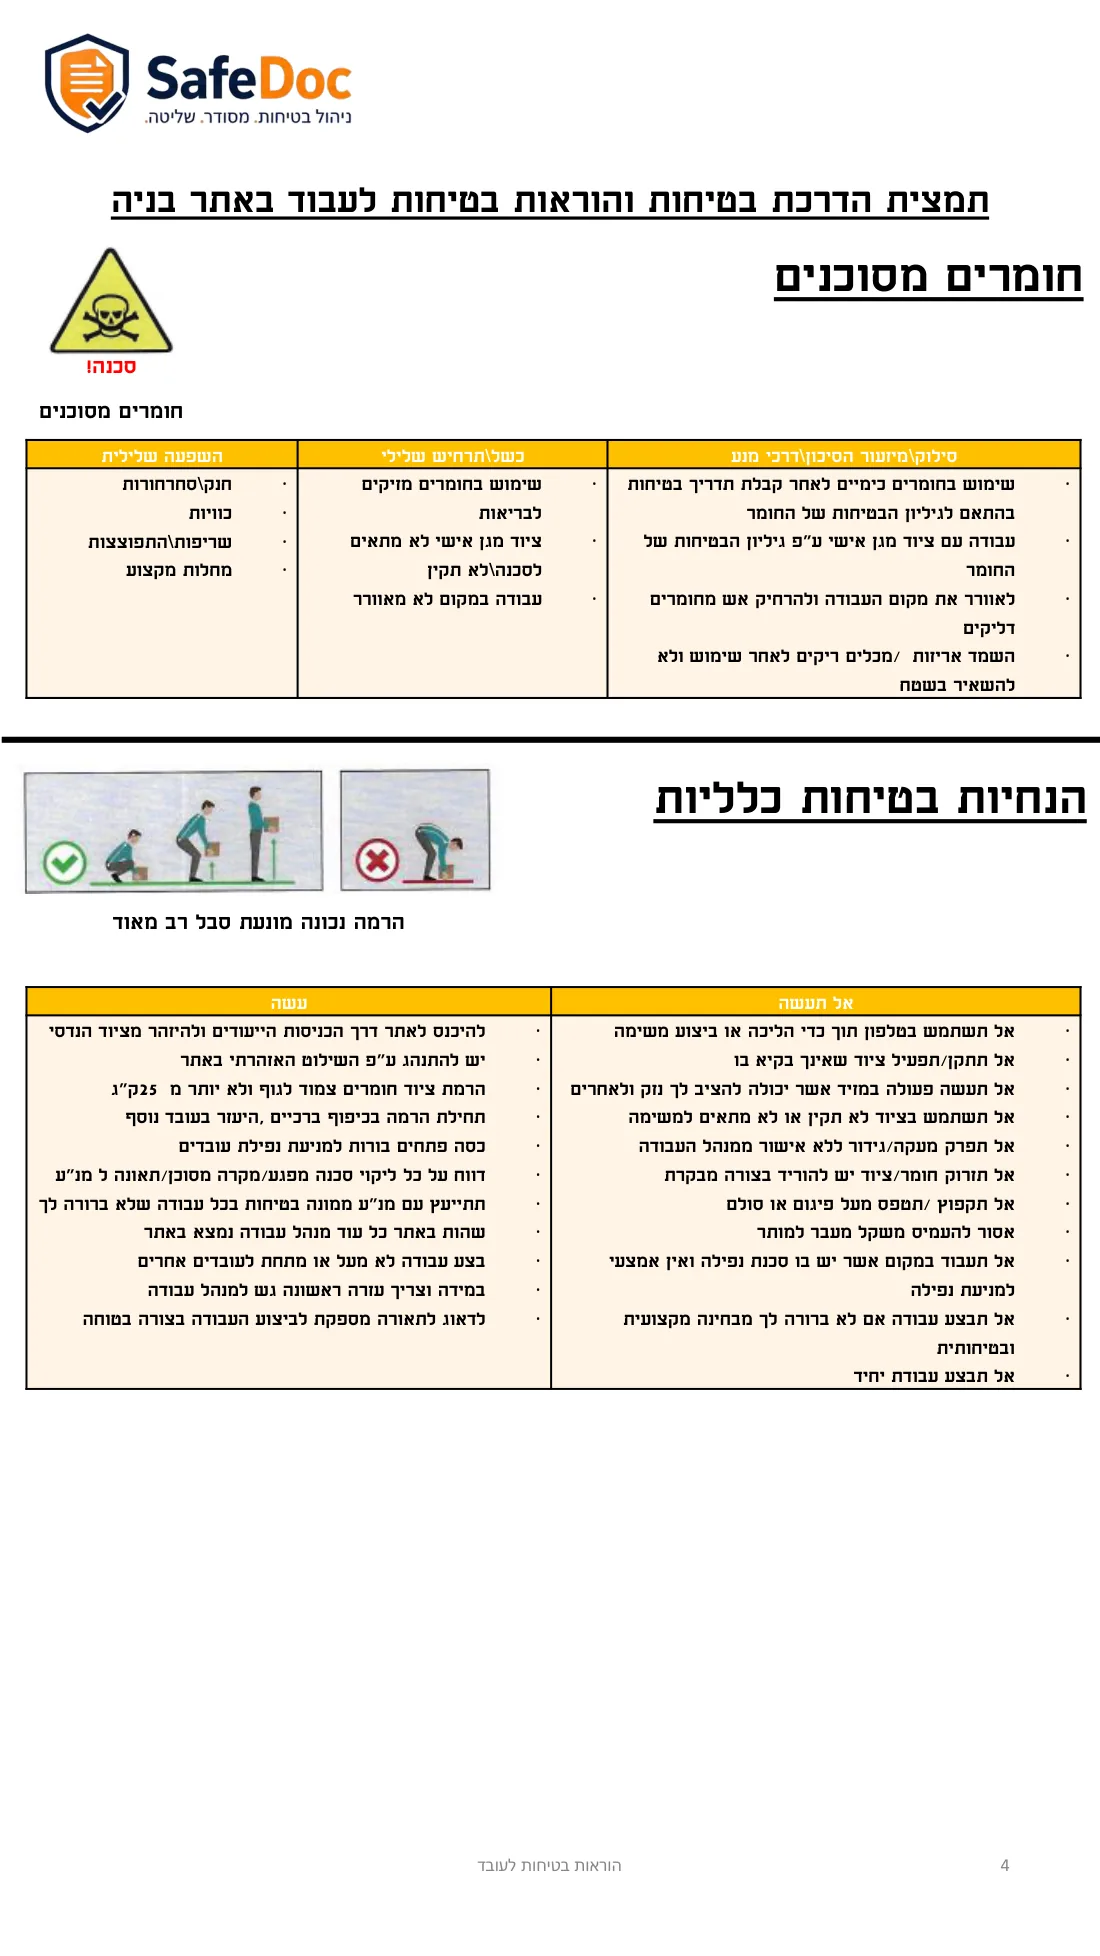 SafeDoc
ניהול בטיחות. מסודר. שליטה.
תמצית הדרכת בטיחות והוראות בטיחות לעבוד באתר בניה
חומרים מסוכנים
סכנה!
חומרים מסוכנים
סילוק\מיזעור הסיכון\דרכי מנע
· שימוש בחומרים כימיים לאחר קבלת תדריך בטיחות
בהתאם לגיליון הבטיחות של החומר
· עבודה עם ציוד מגן אישי ע"פ גיליון הבטיחות של
החומר
· לאוורר את מקום העבודה ולהרחיק אש מחומרים
דליקים
· השמד אריזות /מכלים ריקים לאחר שימוש ולא
להשאיר בשטח
כשל\תרחיש שלילי
· שימוש בחומרים מזיקים
לבריאות
· ציוד מגן אישי לא מתאים
לסכנה\לא תקין
· עבודה במקום לא מאוורר
השפעה שלילית
· חנק\סחרחורות
· כוויות
· שריפות\התפוצצות
· מחלות מקצוע
הנחיות בטיחות כלליות
הרמה נכונה מונעת סבל רב מאוד
אל תעשה
· אל תשתמש בטלפון תוך כדי הליכה או ביצוע משימה
· אל תתקן/תפעיל ציוד שאינך בקיא בו
· אל תעשה פעולה במזיד אשר יכולה להציב לך נזק ולאחרים
· אל תשתמש בציוד לא תקין או לא מתאים למשימה
· אל תפרק מעקה/גידור ללא אישור ממנהל העבודה
· אל תזרוק חומר/ציוד יש להוריד בצורה מבקרת
· אל תקפוץ /תטפס מעל פיגום או סולם
· אסור להעמיס משקל מעבר למותר
· אל תעבוד במקום אשר יש בו סכנת נפילה ואין אמצעי
למניעת נפילה
· אל תבצע עבודה אם לא ברורה לך מבחינה מקצועית
ובטיחותית
· אל תבצע עבודת יחיד
עשה
· להיכנס לאתר דרך הכניסות הייעודים ולהיזהר מציוד הנדסי
· יש להתנהג ע"פ השילוט האזהרתי באתר
· הרמת ציוד חומרים צמוד לגוף ולא יותר מ 25ק"ג
· תחילת הרמה בכיפוף ברכיים ,היעזר בעובד נוסף
· כסה פתחים בורות למניעת נפילת עובדים
· דווח על כל ליקוי סכנה מפגע/מקרה מסוכן/תאונה ל מנ"ע
· תתייעץ עם מנ"ע ממונה בטיחות בכל עבודה שלא ברורה לך
· שהות באתר כל עוד מנהל עבודה נמצא באתר
· בצע עבודה לא מעל או מתחת לעובדים אחרים
· במידה וצריך עזרה ראשונה גש למנהל עבודה
· לדאוג לתאורה מספקת לביצוע העבודה בצורה בטוחה
4
הוראות בטיחות לעובד